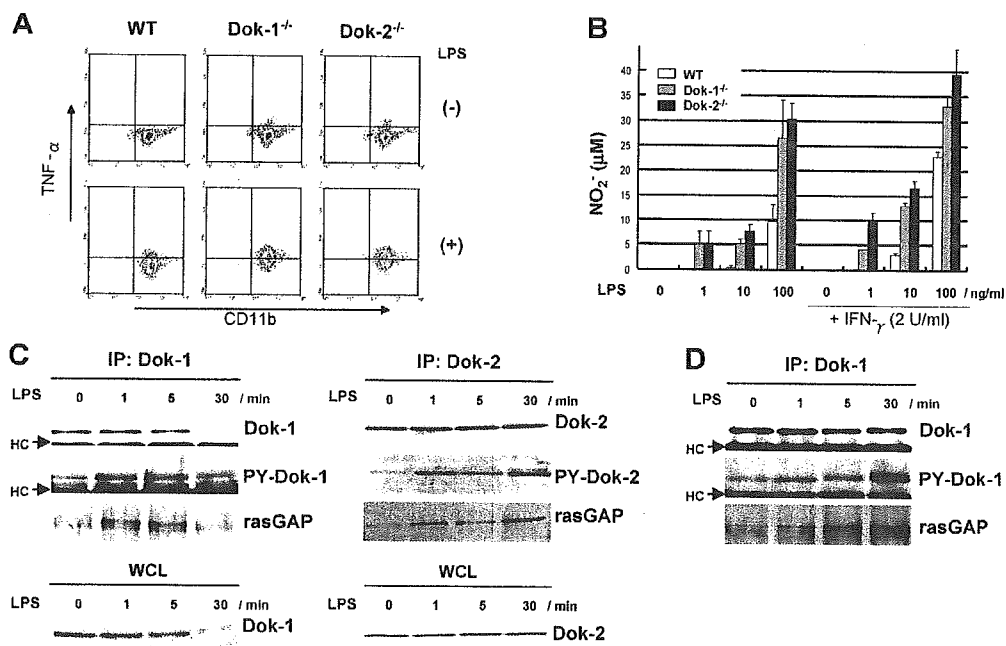 A
WT Dok-1-/- Dok-2-/- LPS
(-)
TNF-α
(+)
CD11b
B
WT
Dok-1-/-
Dok-2-/-
NO2- (μM)
40
35
30
25
20
15
10
5
0
LPS 0 1 10 100 0 1 10 100 / ng/ml
+ IFN-γ (2 U/ml)
C
IP: Dok-1
LPS 0 1 5 30 / min
Dok-1
HC
PY-Dok-1
HC
rasGAP
WCL
LPS 0 1 5 30 / min
Dok-1
IP: Dok-2
LPS 0 1 5 30 / min
Dok-2
PY-Dok-2
rasGAP
WCL
LPS 0 1 5 30 / min
Dok-2
D
IP: Dok-1
LPS 0 1 5 30 / min
Dok-1
HC
PY-Dok-1
HC
rasGAP